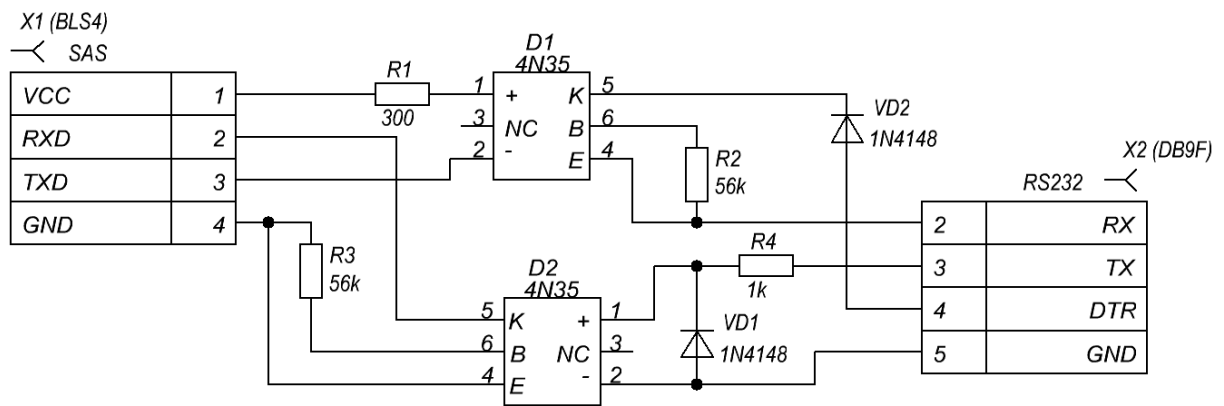 X1 (BLS4)
SAS
VCC 1
RXD 2
TXD 3
GND 4
R1
300
D1
4N35
1 + K 5
3 NC B 6
2 - E 4
R2
56k
VD2
1N4148
X2 (DB9F)
RS232
2 RX
3 TX
4 DTR
5 GND
R3
56k
D2
4N35
5 K + 1
6 B NC 3
4 E - 2
R4
1k
VD1
1N4148